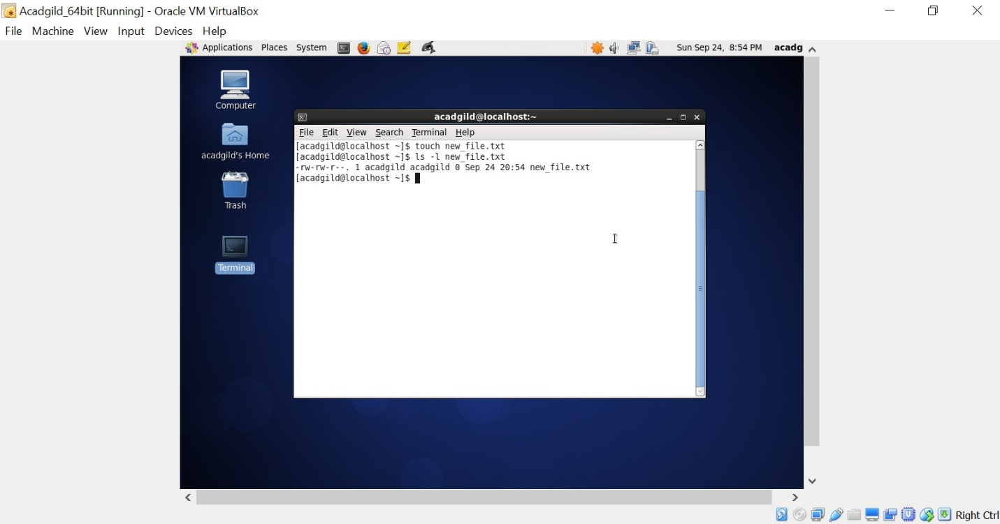 Acadgild_64bit [Running] - Oracle VM VirtualBox
File Machine View Input Devices Help
Applications Places System Sun Sep 24, 8:54 PM acadg
Computer
acadgild's Home
Trash
Terminal
acadgild@localhost:~
File Edit View Search Terminal Help
[acadgild@localhost ~]$ touch new_file.txt
[acadgild@localhost ~]$ ls -l new_file.txt
-rw-rw-r--. 1 acadgild acadgild 0 Sep 24 20:54 new_file.txt
[acadgild@localhost ~]$
Right Ctrl